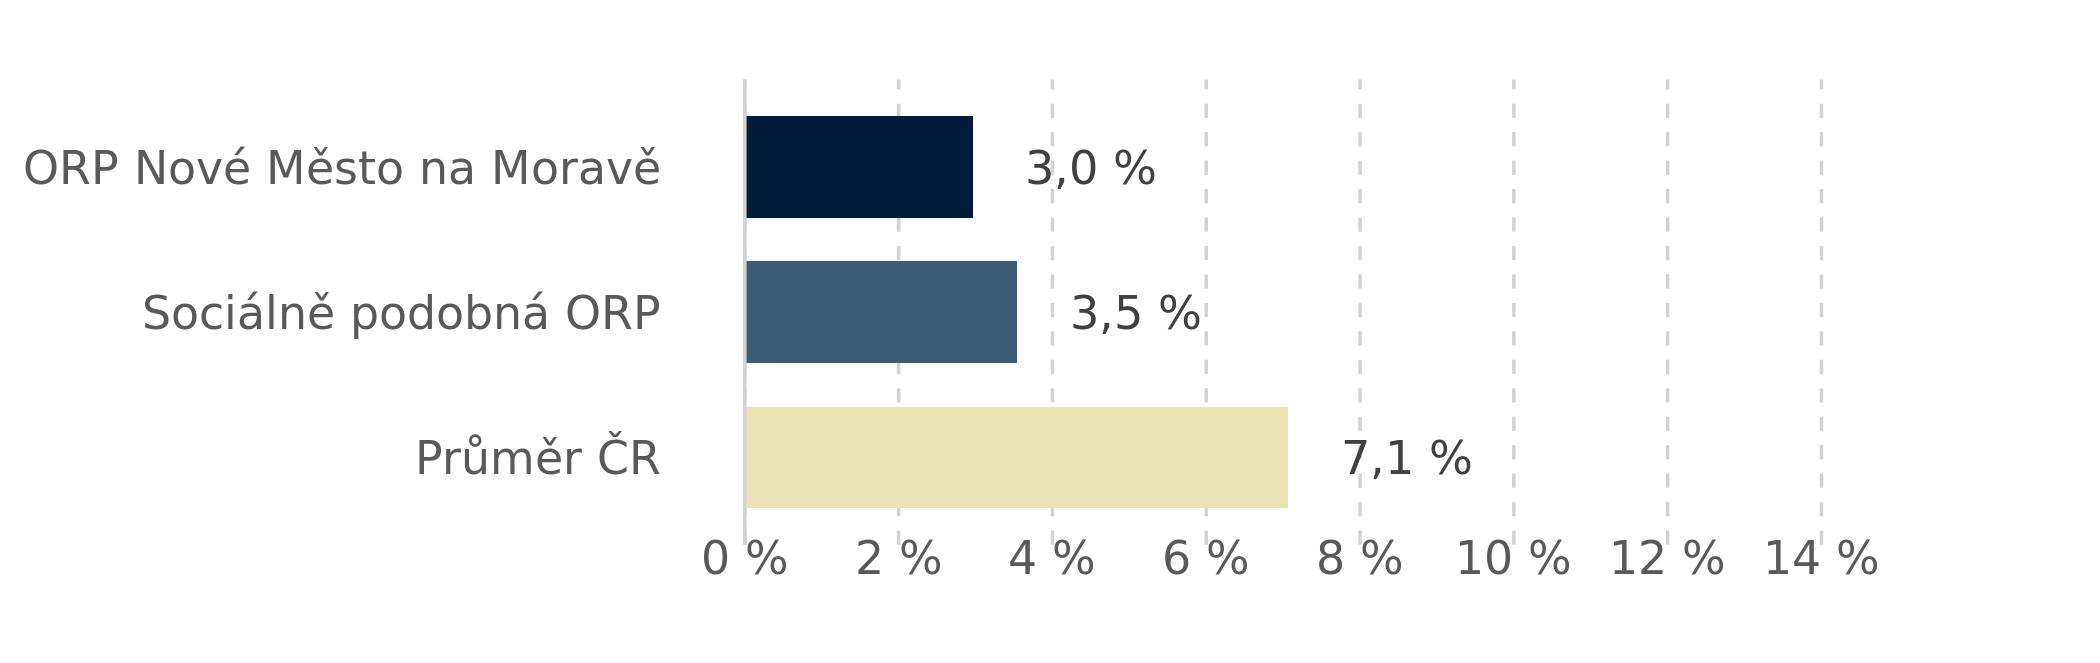 ORP Nové Město na Moravě 3,0 %
Sociálně podobná ORP 3,5 %
Průměr ČR 7,1 %
0 % 2 % 4 % 6 % 8 % 10 % 12 % 14 %